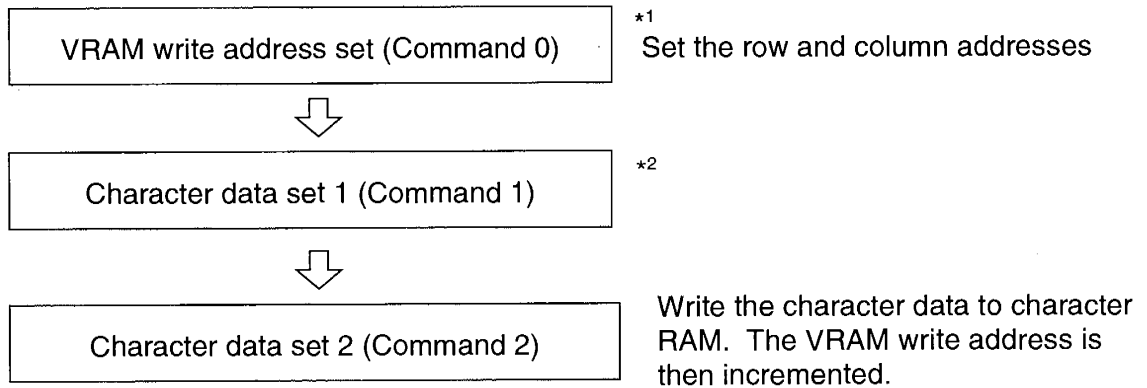 VRAM write address set (Command 0)
*1
Set the row and column addresses
Character data set 1 (Command 1)
*2
Character data set 2 (Command 2)
Write the character data to character
RAM. The VRAM write address is
then incremented.